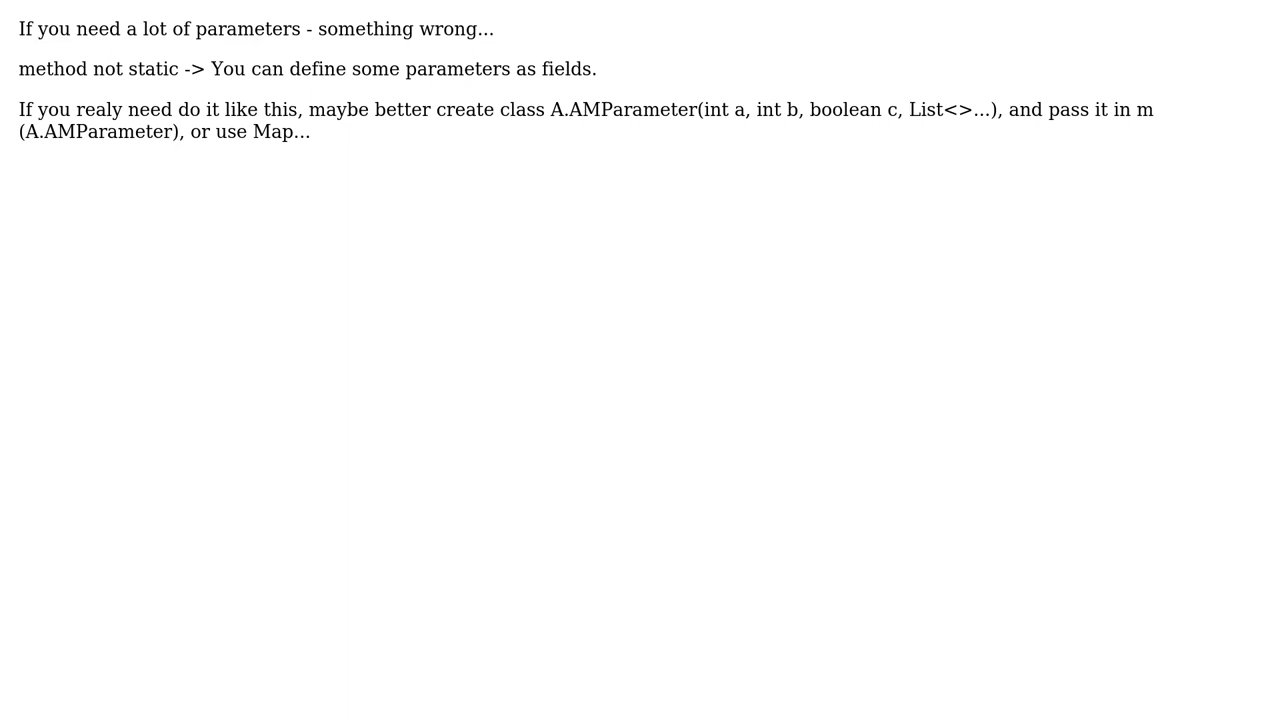 If you need a lot of parameters - something wrong...
method not static -> You can define some parameters as fields.
If you realy need do it like this, maybe better create class A.AMParameter(int a, int b, boolean c, List<>...), and pass it in m
(A.AMParameter), or use Map...